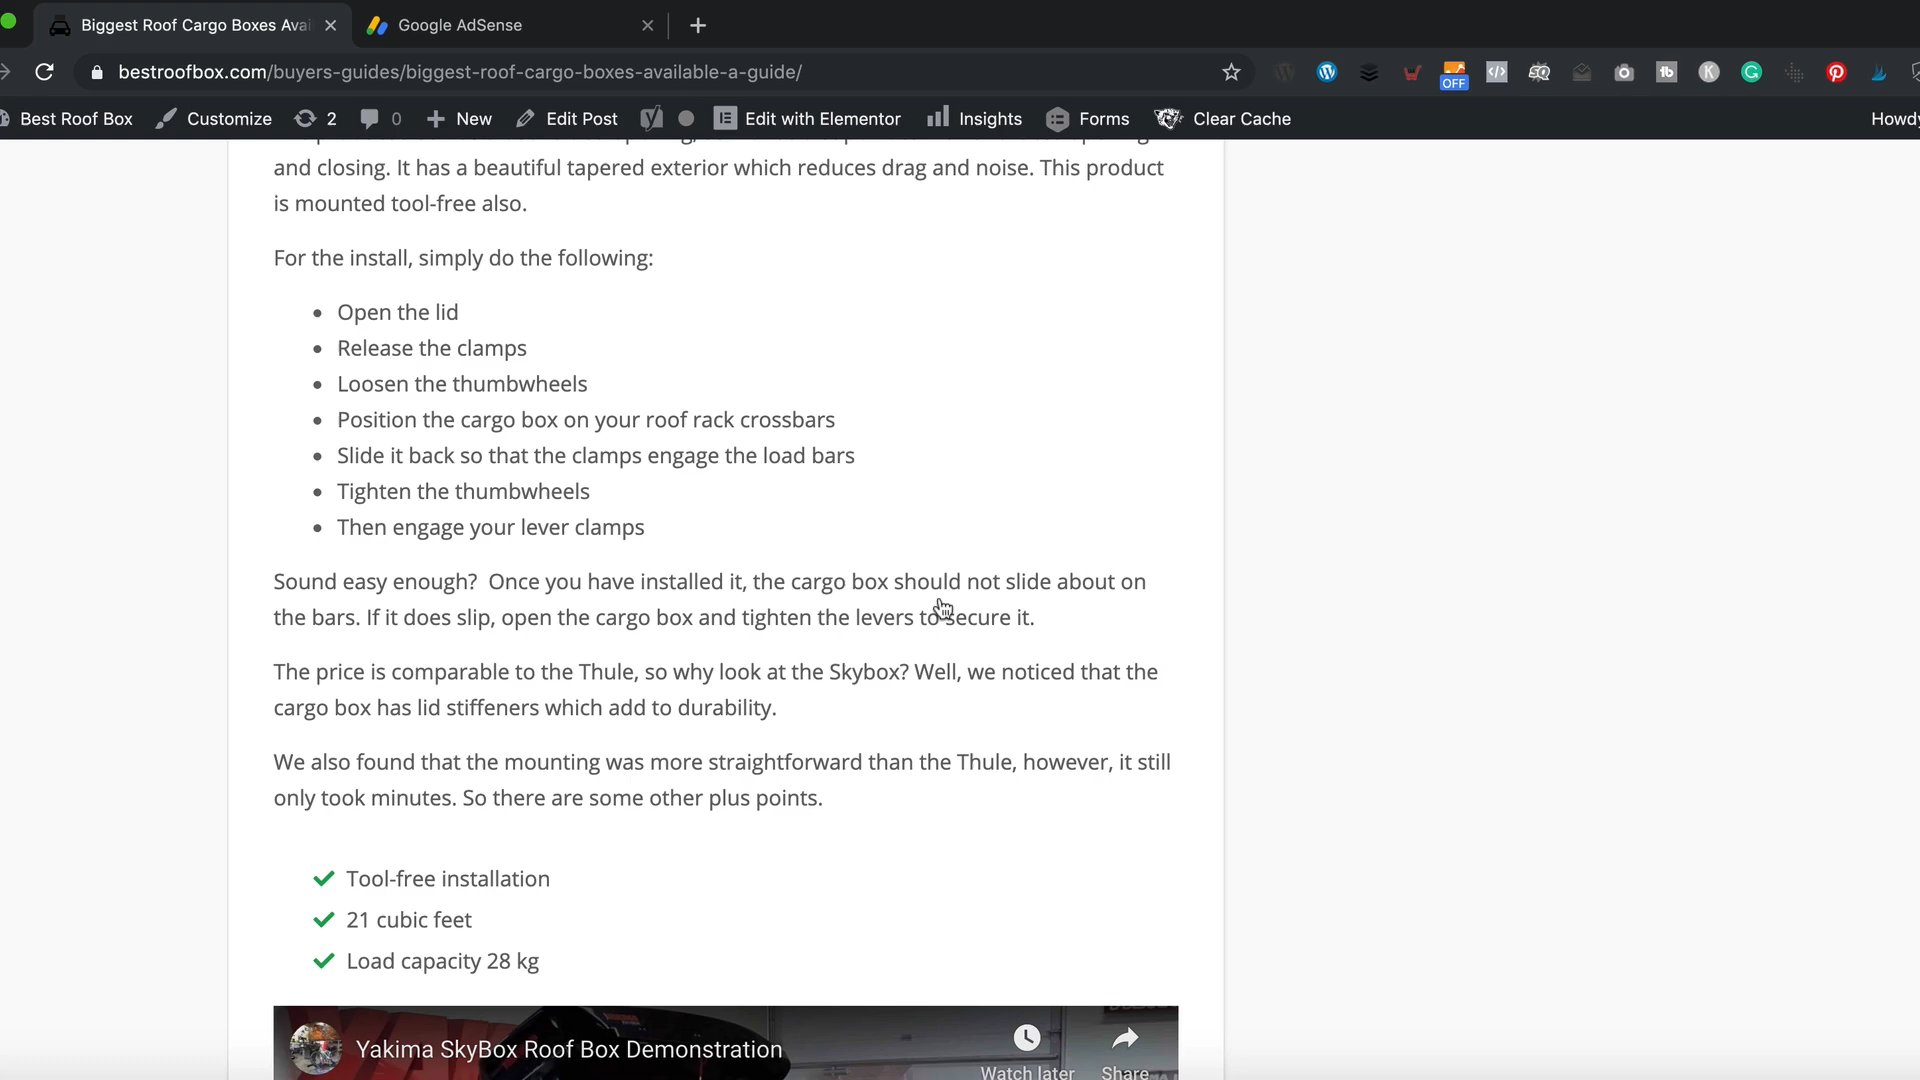 Biggest Roof Cargo Boxes Avai
Google AdSense
bestroofbox.com/buyers-guides/biggest-roof-cargo-boxes-available-a-guide/
OFF
Best Roof Box Customize 2 0 New Edit Post Edit with Elementor Insights Forms Clear Cache Howdy
and closing. It has a beautiful tapered exterior which reduces drag and noise. This product
is mounted tool-free also.
For the install, simply do the following:
Open the lid
Release the clamps
Loosen the thumbwheels
Position the cargo box on your roof rack crossbars
Slide it back so that the clamps engage the load bars
Tighten the thumbwheels
Then engage your lever clamps
Sound easy enough? Once you have installed it, the cargo box should not slide about on
the bars. If it does slip, open the cargo box and tighten the levers to secure it.
The price is comparable to the Thule, so why look at the Skybox? Well, we noticed that the
cargo box has lid stiffeners which add to durability.
We also found that the mounting was more straightforward than the Thule, however, it still
only took minutes. So there are some other plus points.
Tool-free installation
21 cubic feet
Load capacity 28 kg
Yakima SkyBox Roof Box Demonstration
Watch later Share